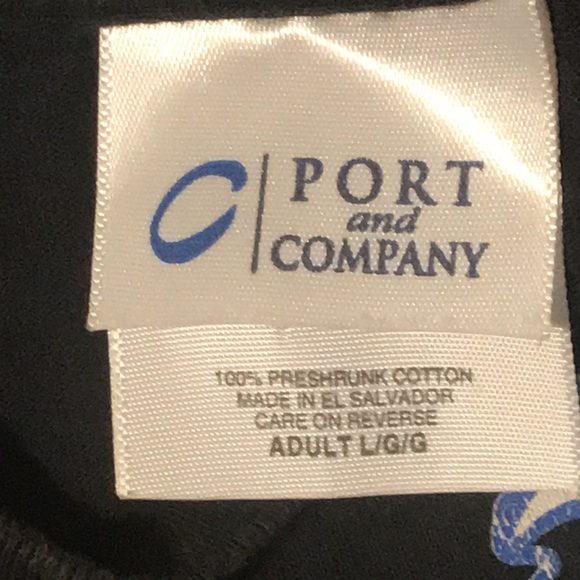 PORT
and
COMPANY
100% PRESHRUNK COTTON
MADE IN EL SALVADOR
CARE ON REVERSE
ADULT L/G/G